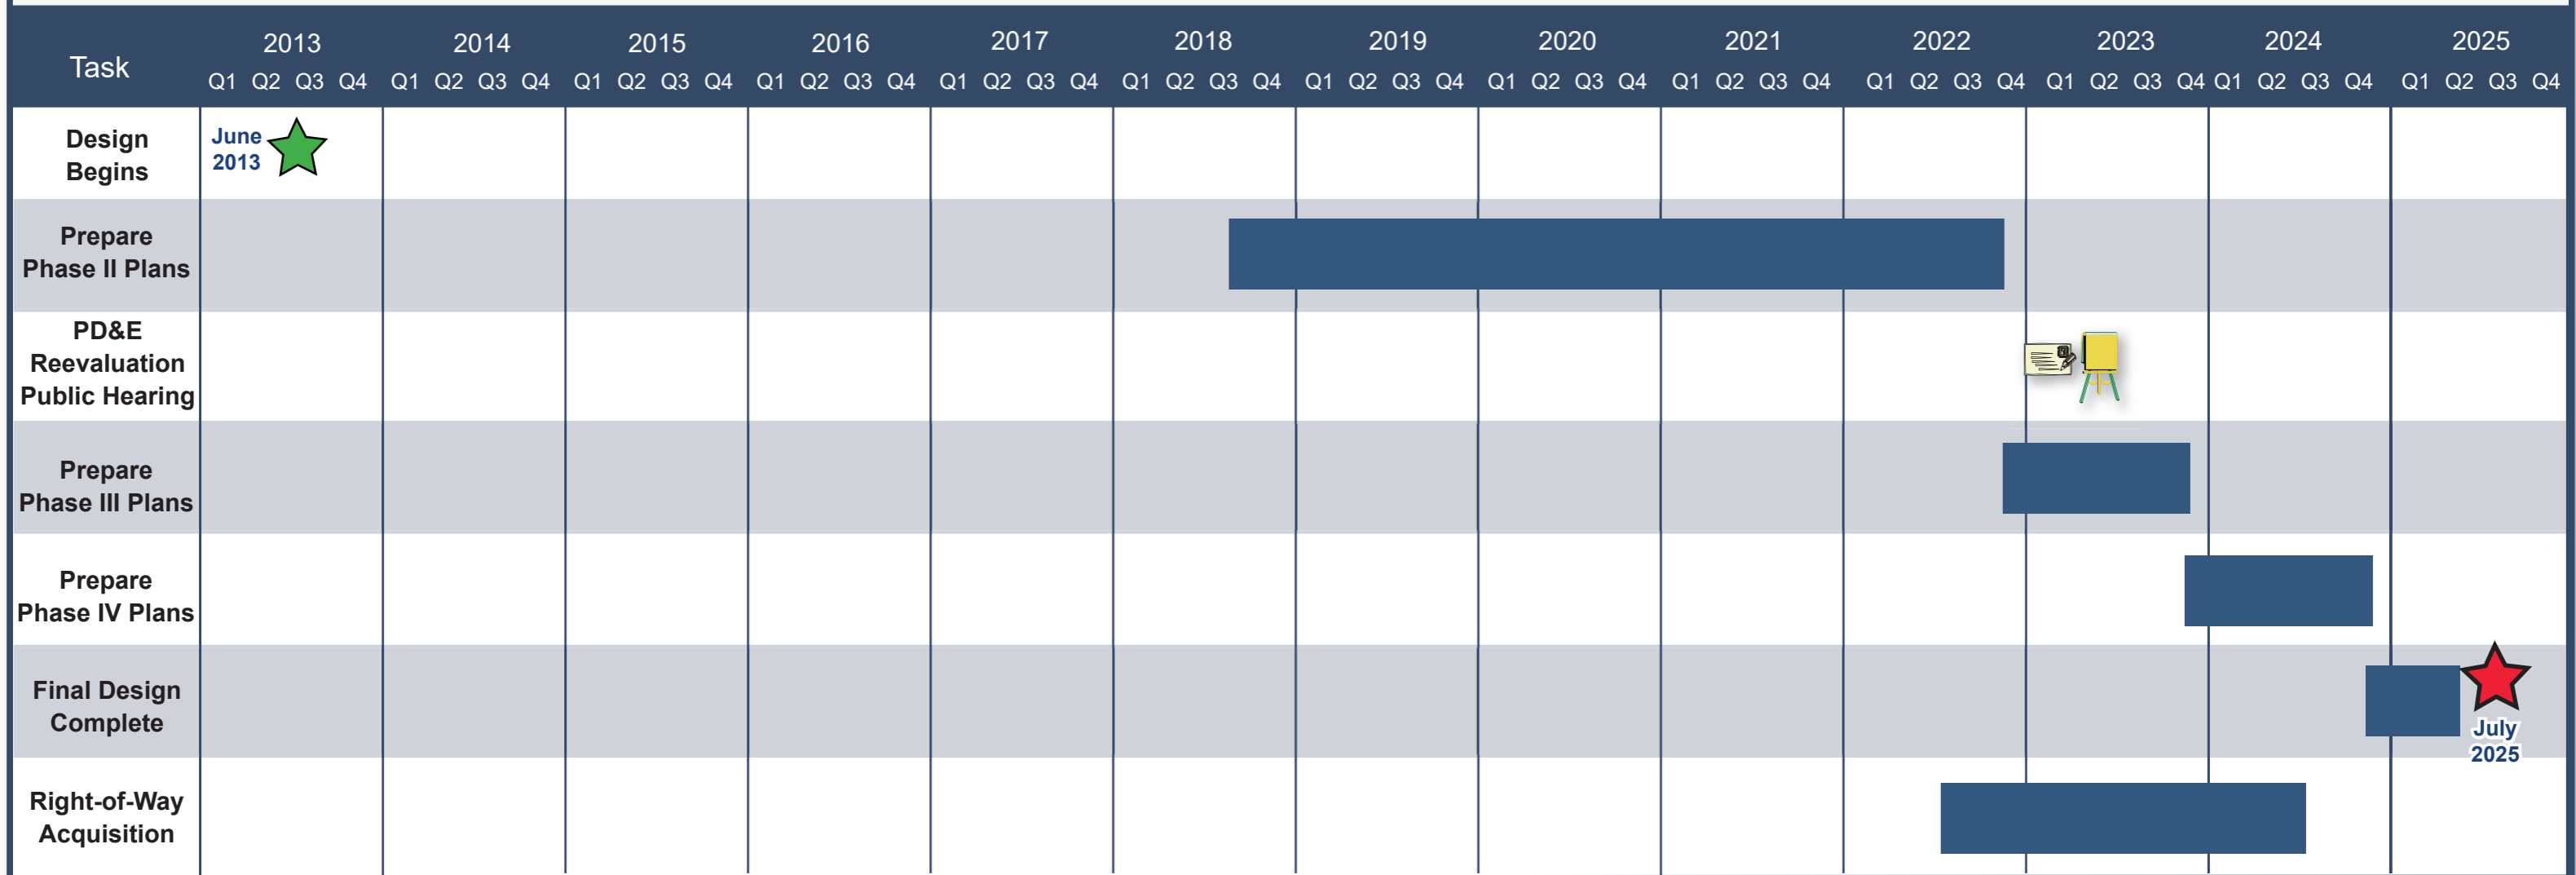 2013 2014 2015 2016 2017 2018 2019 2020 2021 2022 2023 2024 2025
Task
Q1 Q2 Q3 Q4 Q1 Q2 Q3 Q4 Q1 Q2 Q3 Q4 Q1 Q2 Q3 Q4 Q1 Q2 Q3 Q4 Q1 Q2 Q3 Q4 Q1 Q2 Q3 Q4 Q1 Q2 Q3 Q4 Q1 Q2 Q3 Q4 Q1 Q2 Q3 Q4 Q1 Q2 Q3 Q4 Q1 Q2 Q3 Q4 Q1 Q2 Q3 Q4
Design
Begins
June
2013
Prepare
Phase II Plans
PD&E
Reevaluation
Public Hearing
Prepare
Phase III Plans
Prepare
Phase IV Plans
Final Design
Complete
July
2025
Right-of-Way
Acquisition